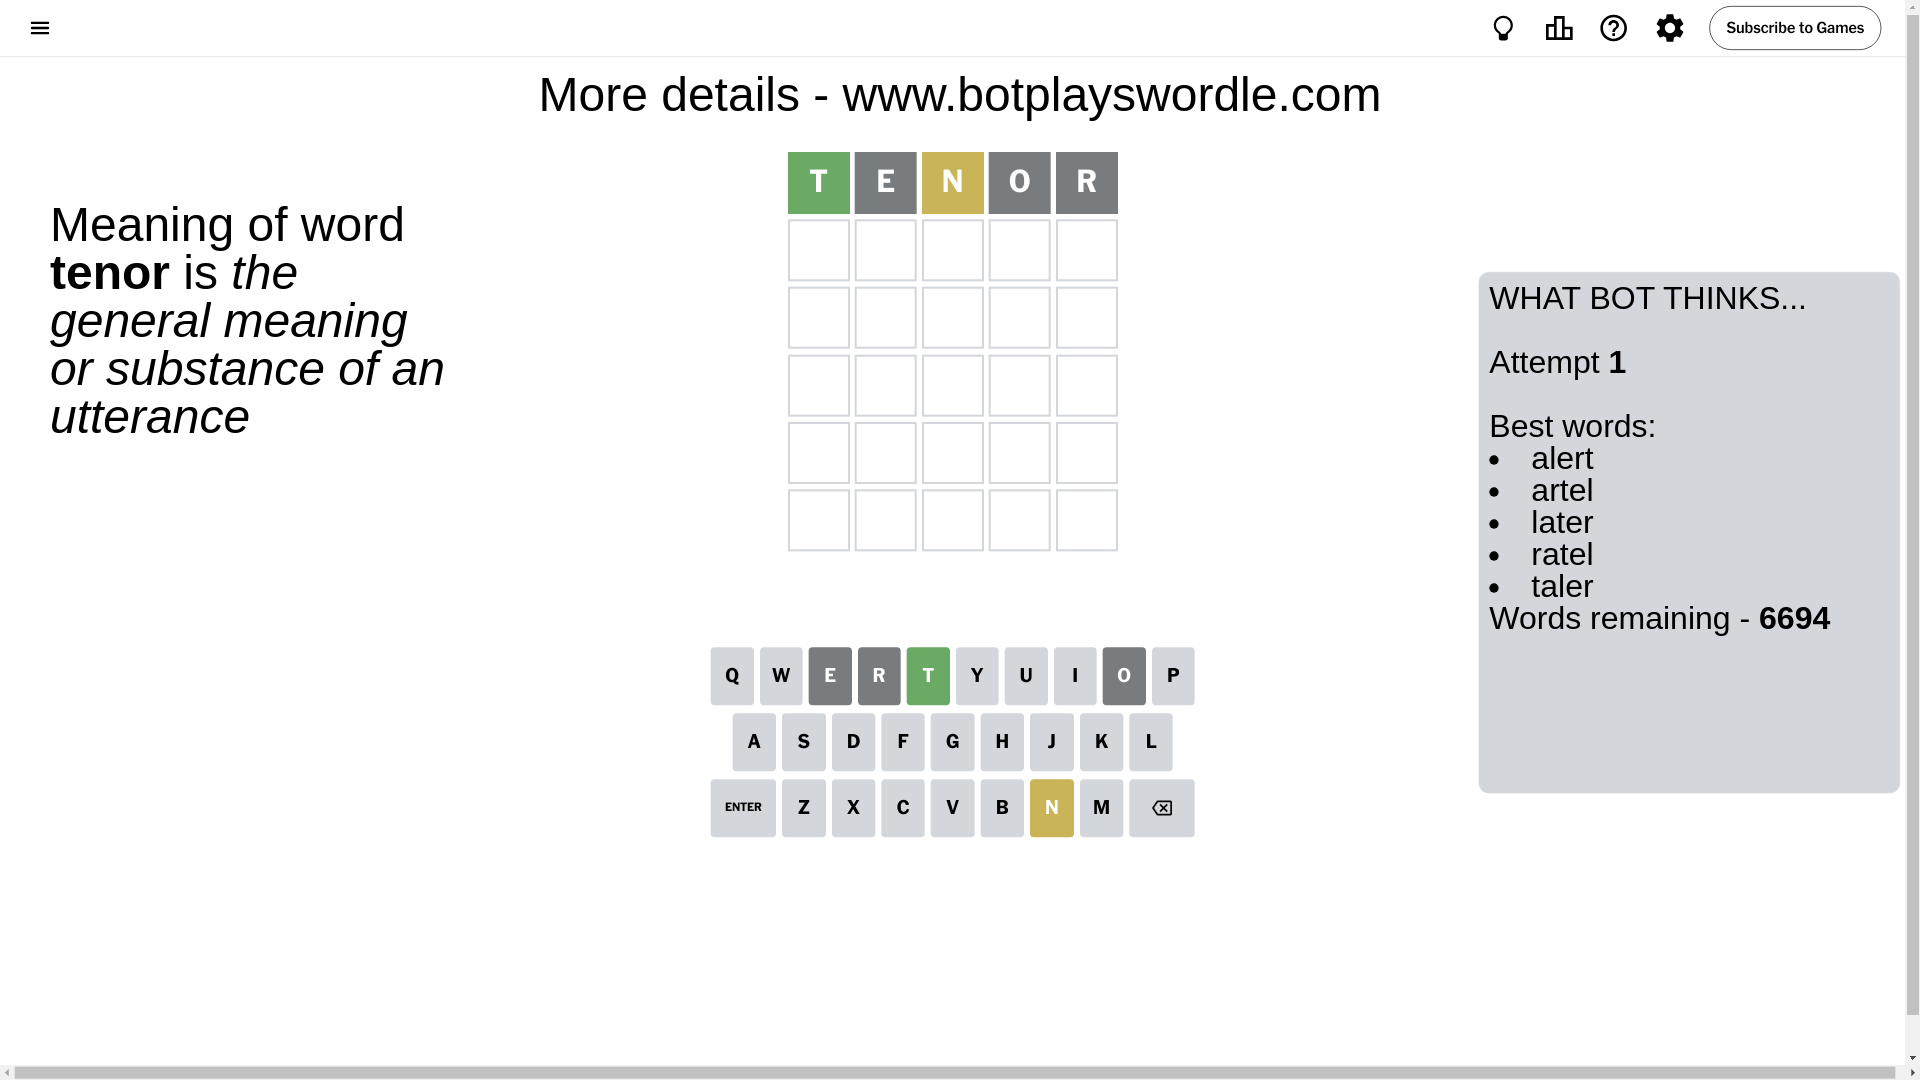 Subscribe to Games
More details - www.botplayswordle.com
T E N O R
Meaning of word
tenor is the
general meaning
or substance of an
utterance
WHAT BOT THINKS...
Attempt 1
Best words:
• alert
• artel
• later
• ratel
• taler
Words remaining - 6694
Q W E R T Y U I O P
A S D F G H J K L
ENTER Z X C V B N M